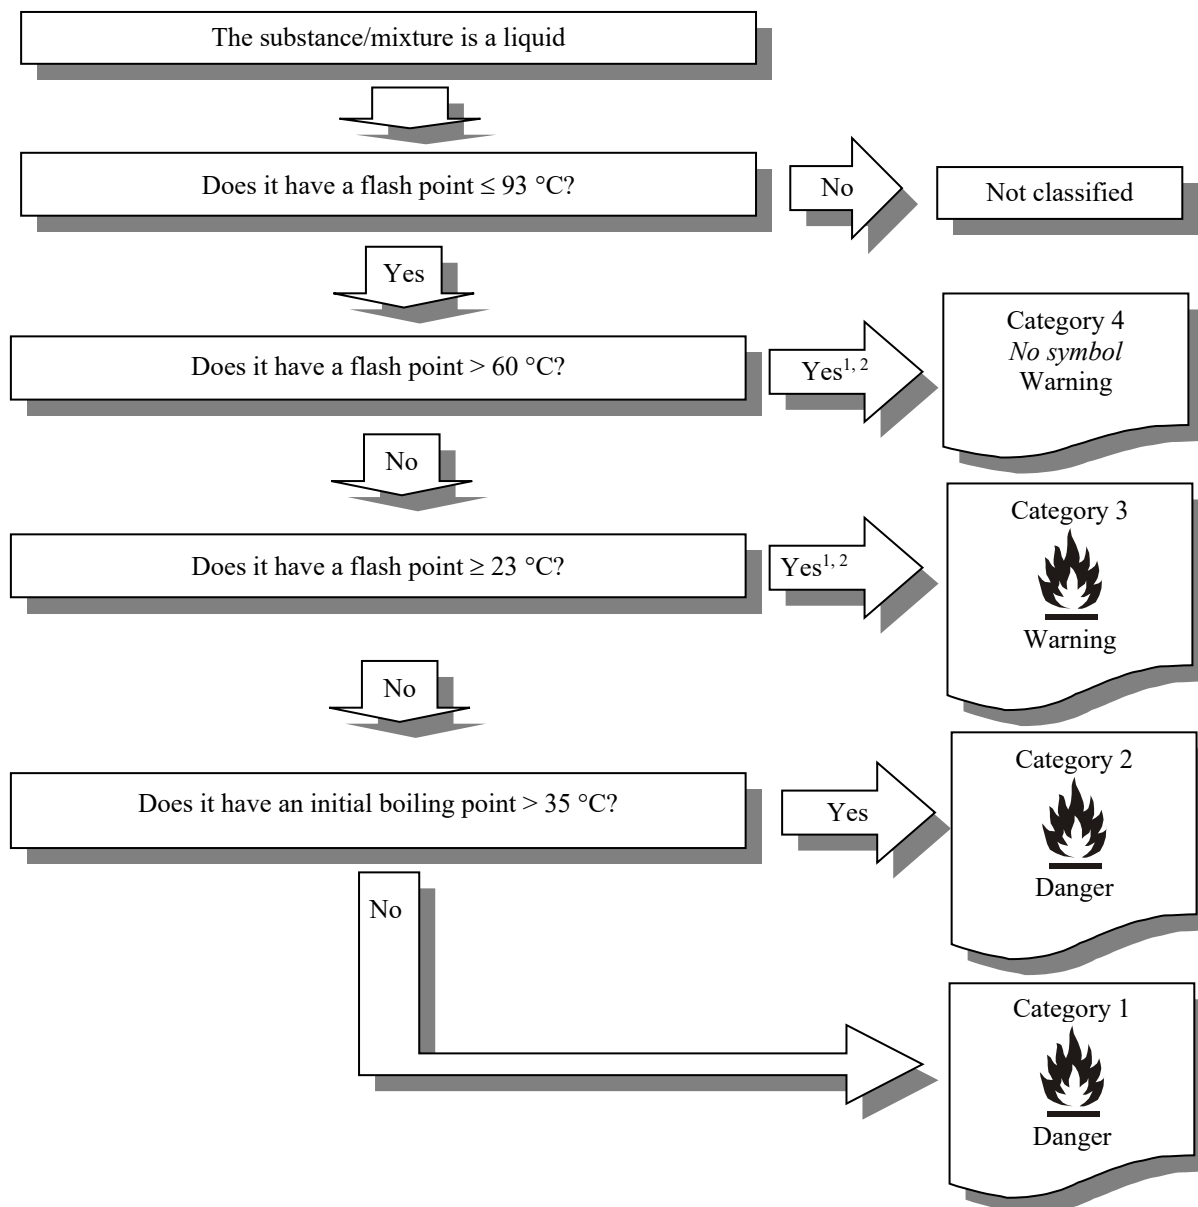 The substance/mixture is a liquid
Does it have a flash point ≤ 93 °C?
No
Not classified
Yes
Does it have a flash point > 60 °C?
Yes1, 2
Category 4
No symbol
Warning
No
Does it have a flash point ≥ 23 °C?
Yes1, 2
Category 3
Warning
No
Does it have an initial boiling point > 35 °C?
Yes
Category 2
Danger
No
Category 1
Danger